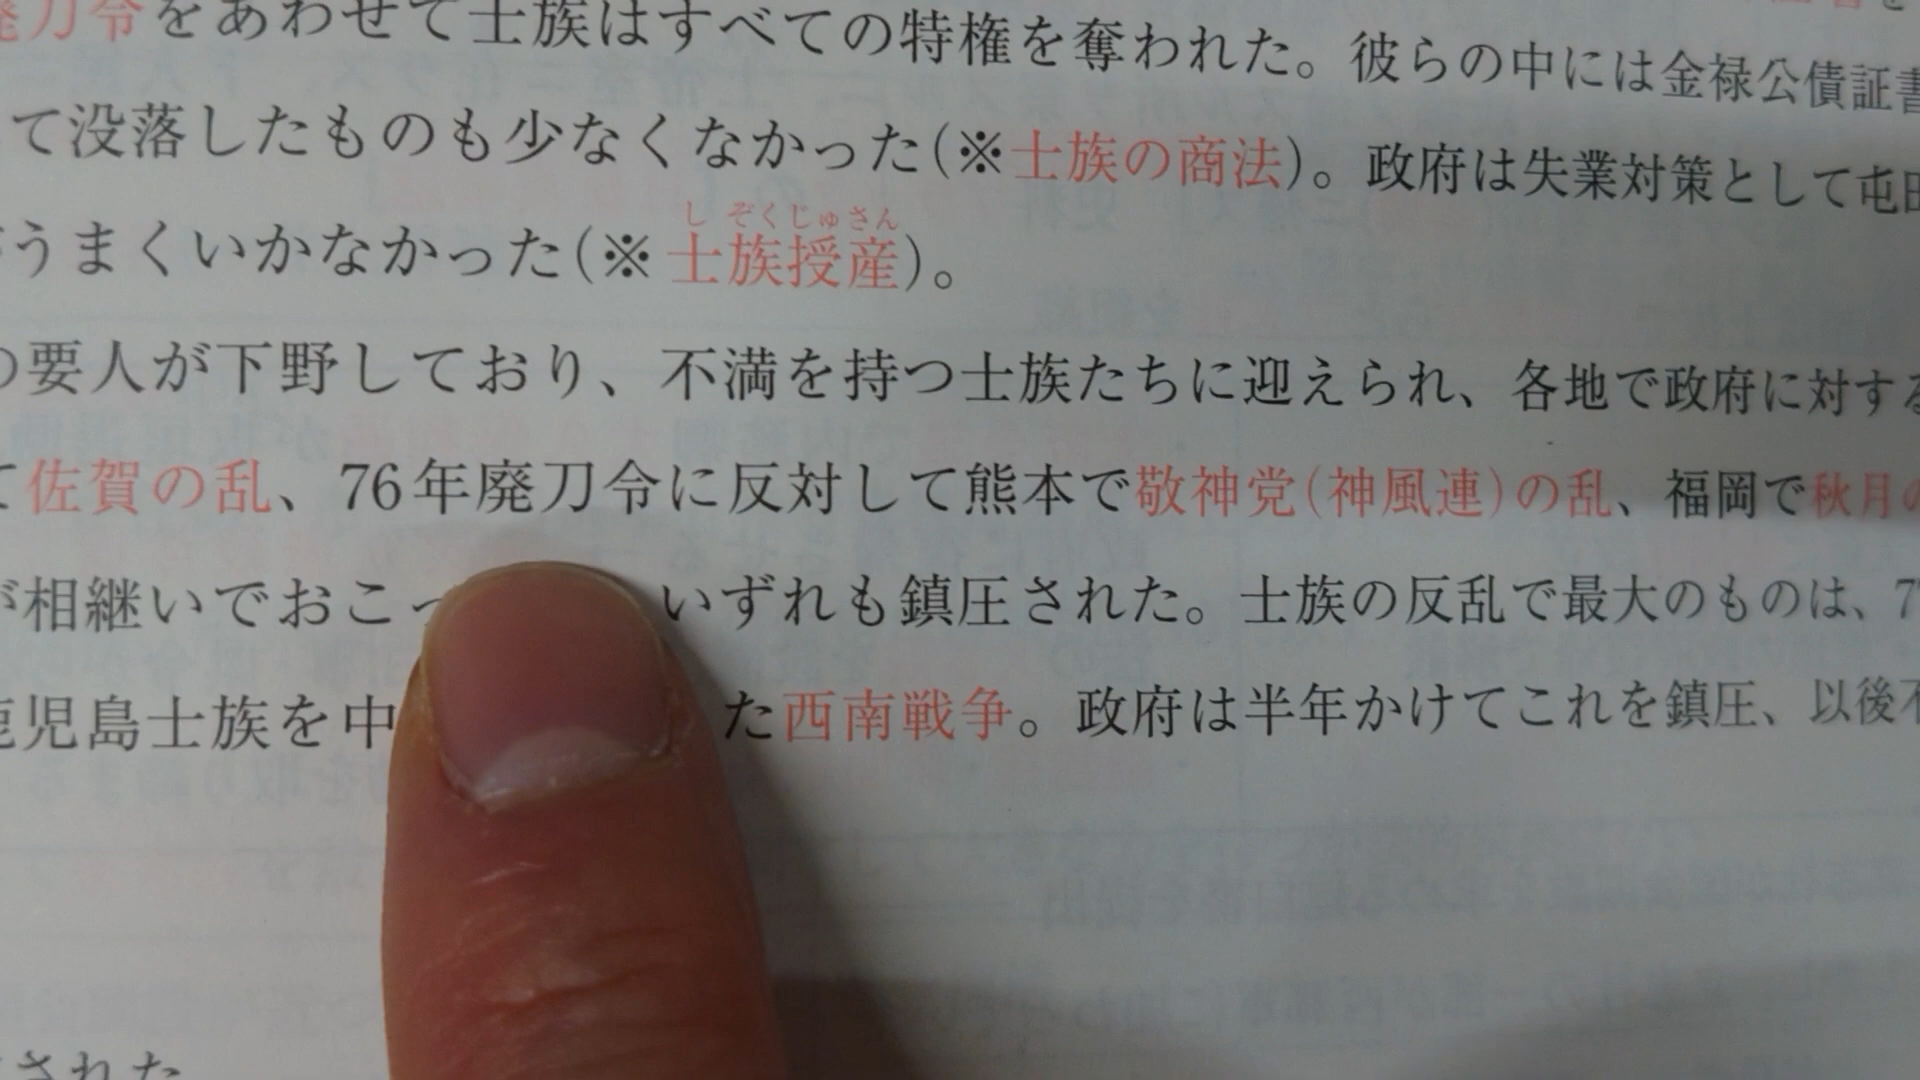 廃刀令をあわせて士族はすべての特権を奪われた。彼らの中には金禄公債証書
て没落したものも少なくなかった(※士族の商法)。政府は失業対策として屯田
がうまくいかなかった(※士族授産)。
しぞくじゅさん
の要人が下野しており、不満を持つ士族たちに迎えられ、各地で政府に対する
て佐賀の乱、76年廃刀令に反対して熊本で敬神党(神風連)の乱、福岡で秋月の
が相継いでおこっ いずれも鎮圧された。士族の反乱で最大のものは、7
鹿児島士族を中 た西南戦争。政府は半年かけてこれを鎮圧、以後不
された